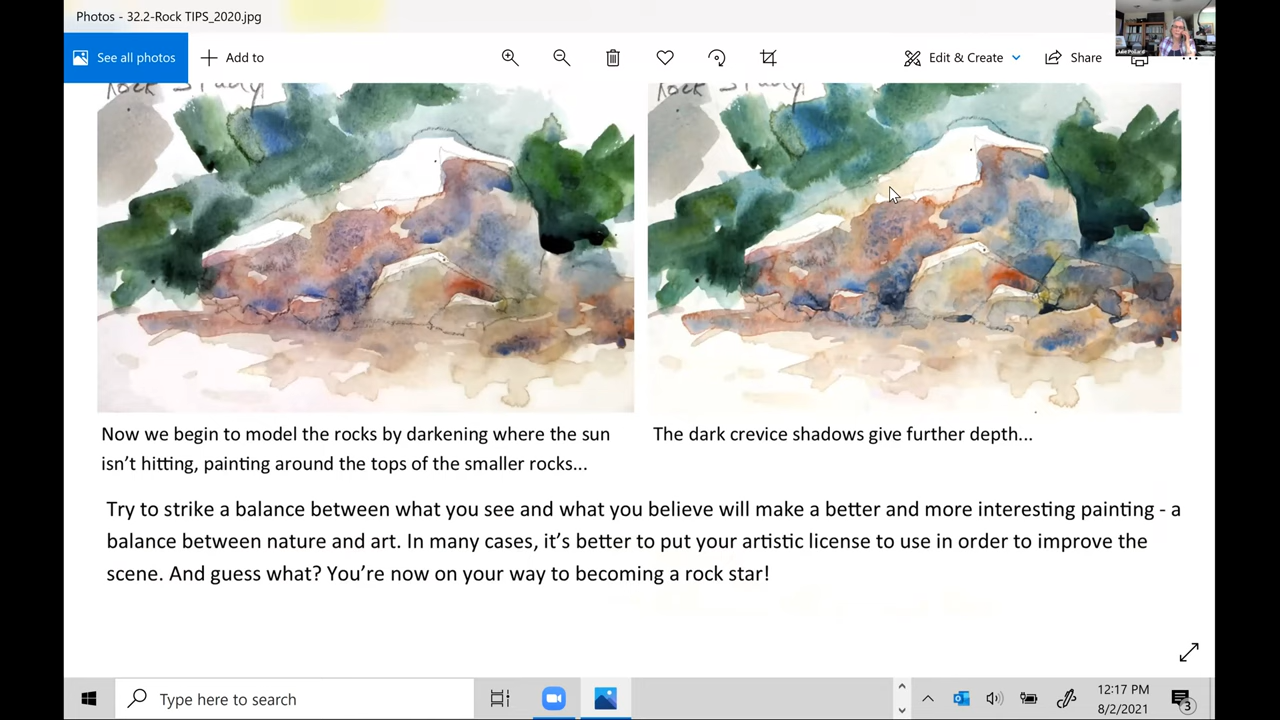 Photos - 32.2-Rock TIPS_2020.jpg
See all photos
Add to
Edit & Create
Share
Rock Study
Rock Study
Now we begin to model the rocks by darkening where the sun
isn't hitting, painting around the tops of the smaller rocks...
The dark crevice shadows give further depth...
Try to strike a balance between what you see and what you believe will make a better and more interesting painting - a
balance between nature and art. In many cases, it's better to put your artistic license to use in order to improve the
scene. And guess what? You're now on your way to becoming a rock star!
Type here to search
12:17 PM
8/2/2021
3